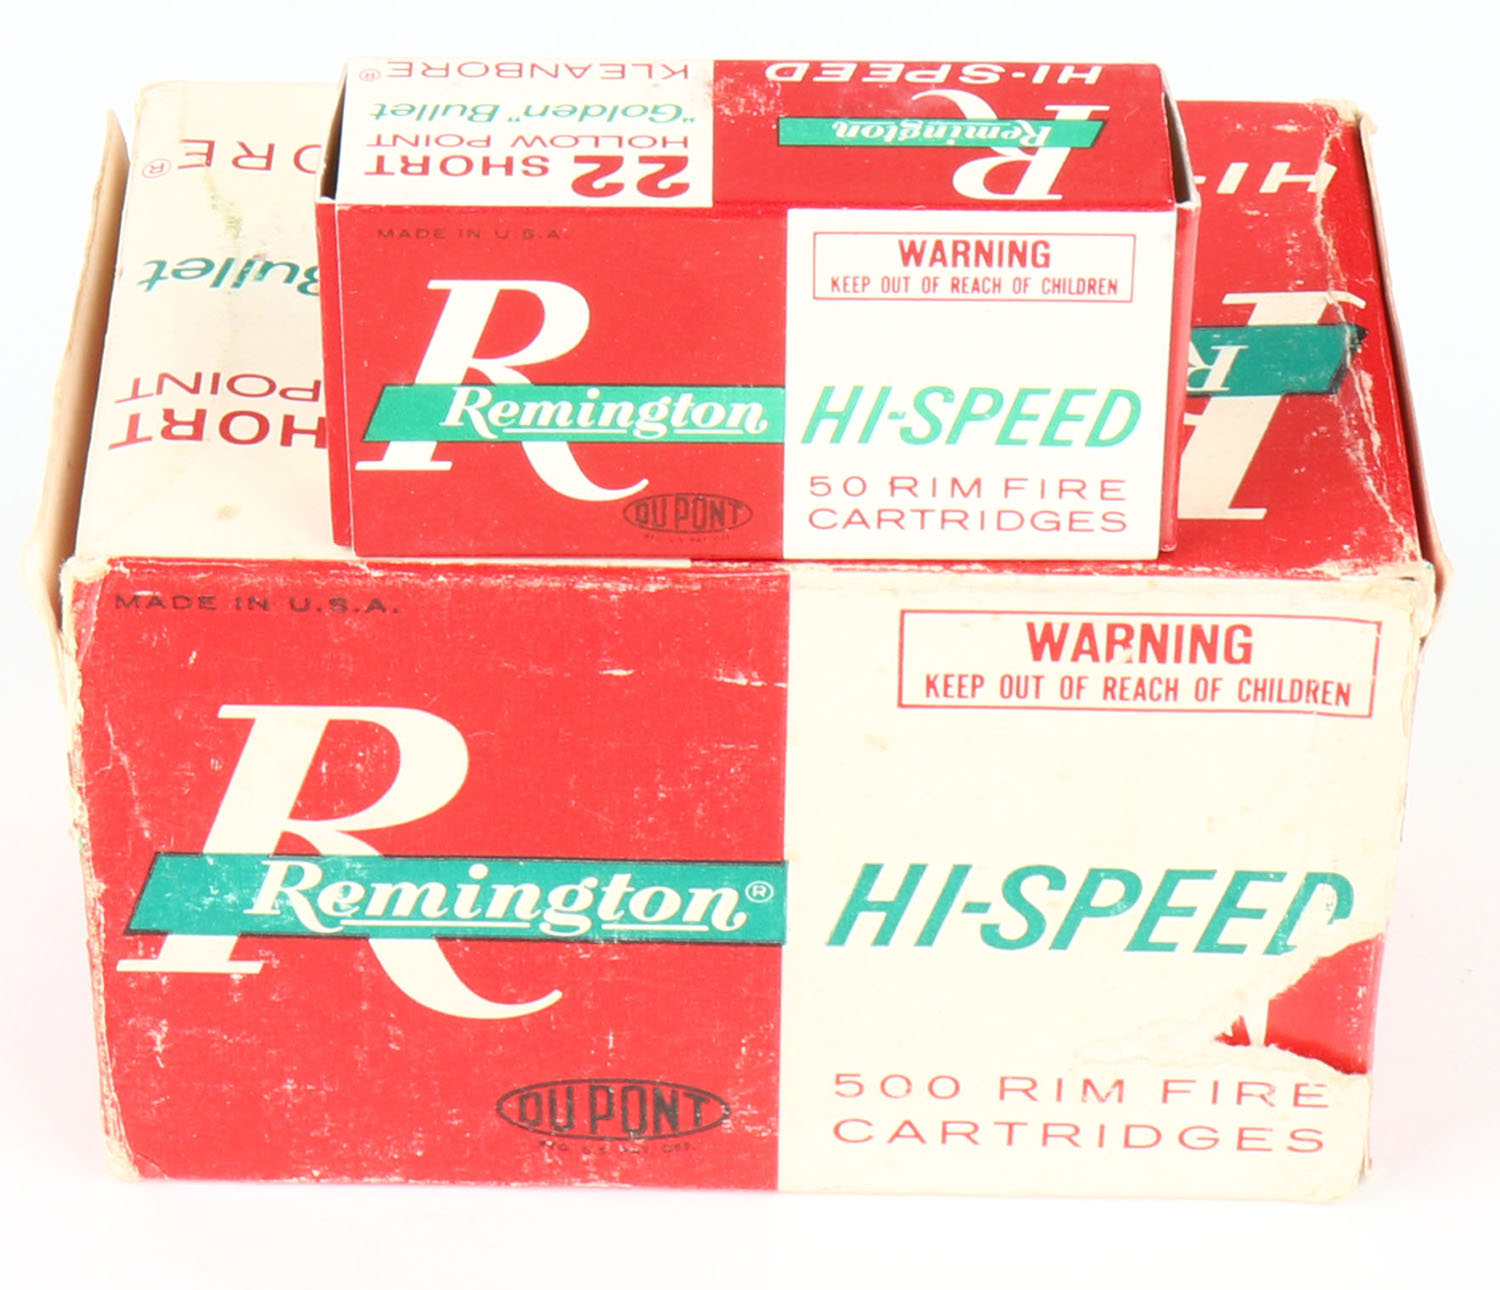 KLEANBORE®
"Golden" Bullet
HOLLOW POINT
22 SHORT
HI-SPEED
R
Remington
MADE IN U.S.A.
R
Remington
DU PONT
WARNING
KEEP OUT OF REACH OF CHILDREN
HI-SPEED
50 RIM FIRE
CARTRIDGES
ORE®
Bullet
POINT
HORT
HI-
R
R
MADE IN U.S.A.
R
Remington®
DU PONT
WARNING
KEEP OUT OF REACH OF CHILDREN
HI-SPEED
500 RIM FIRE
CARTRIDGES